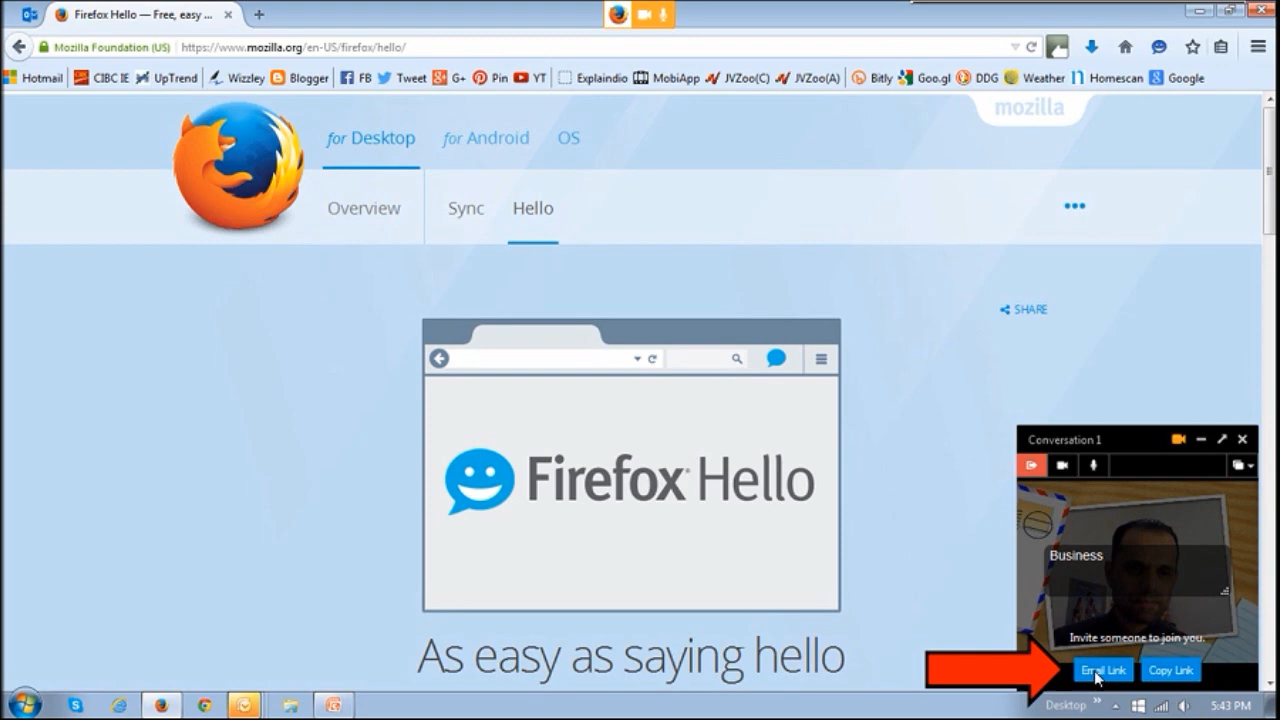 Firefox Hello — Free, easy ...
Mozilla Foundation (US) https://www.mozilla.org/en-US/firefox/hello/
Hotmail CIBC IE UpTrend Wizzley Blogger FB Tweet G+ Pin YT Explaindio MobiApp JVZoo(C) JVZoo(A) Bitly Goo.gl DDG Weather Homescan Google
mozilla
for Desktop for Android OS
Overview Sync Hello
SHARE
Firefox Hello
As easy as saying hello
Conversation 1
Business
Invite someone to join you.
Email Link Copy Link
Desktop 5:43 PM